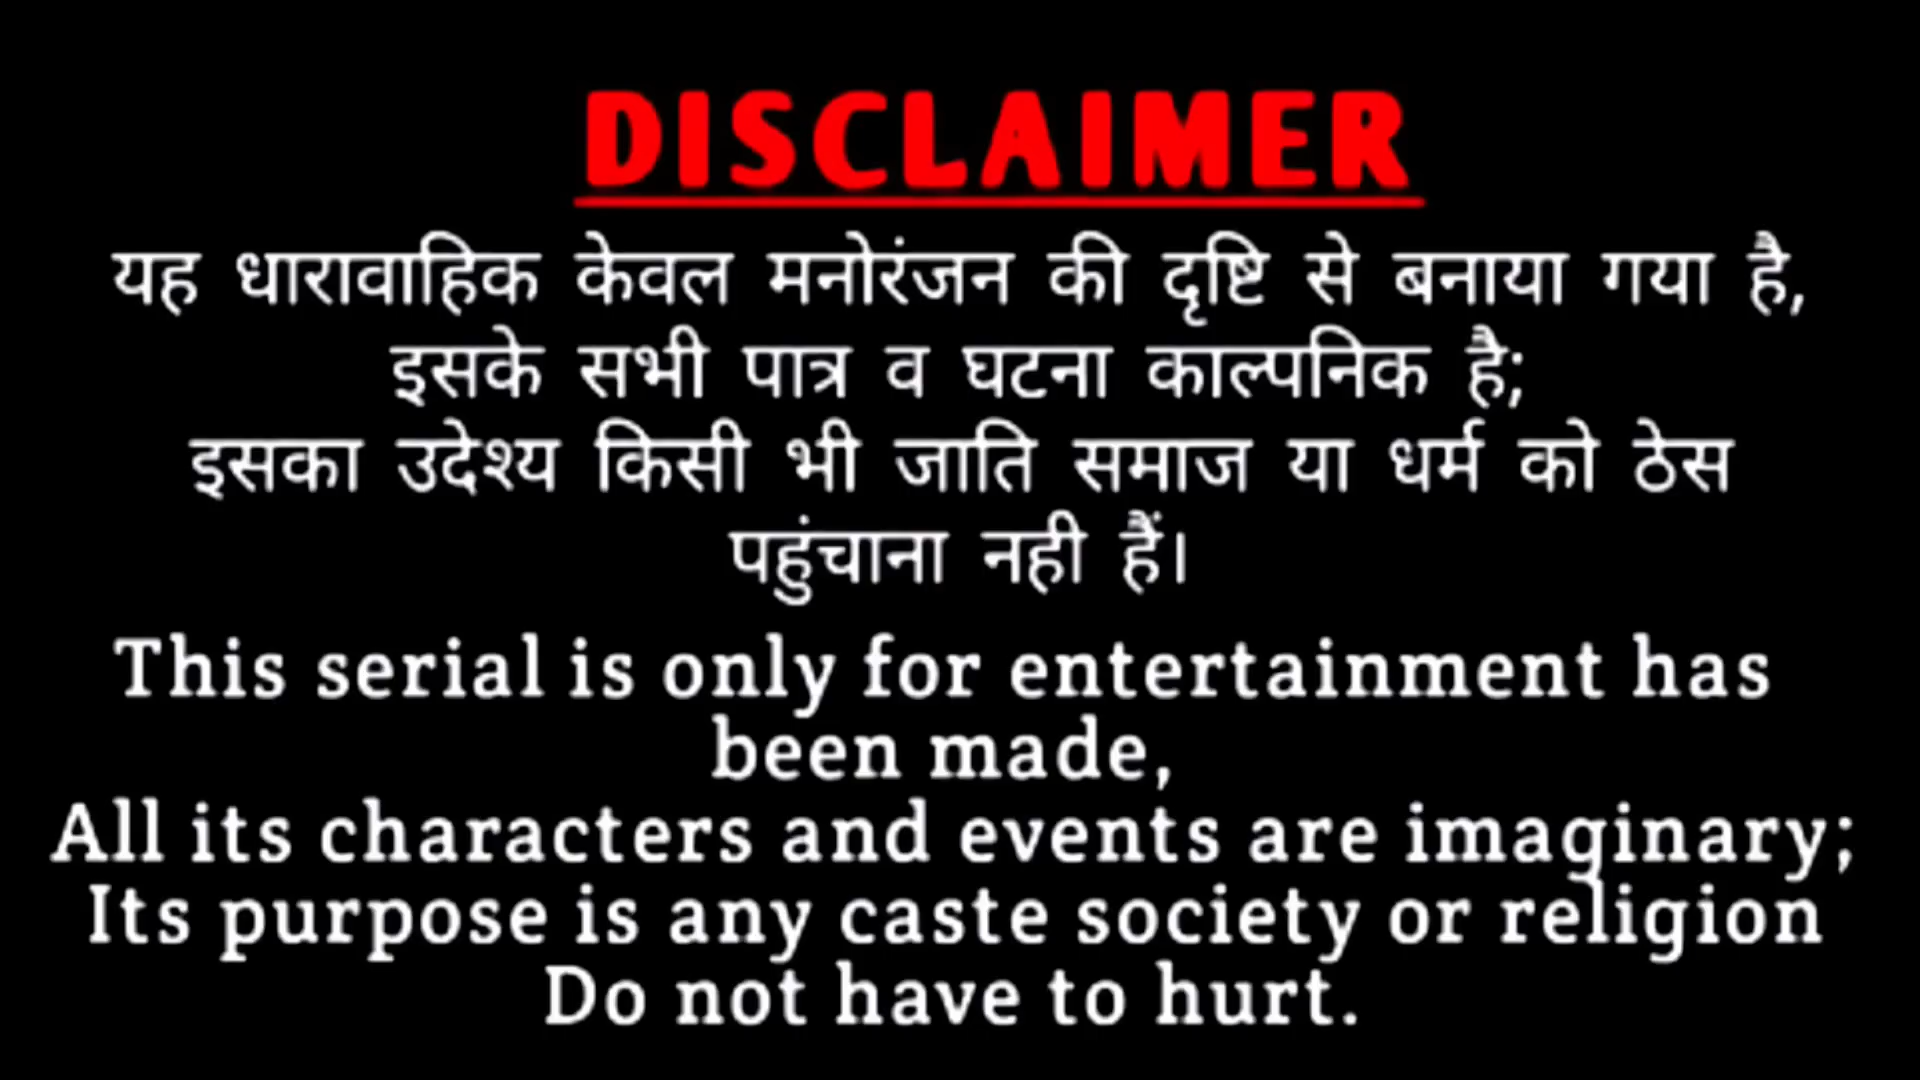 DISCLAIMER
यह धारावाहिक केवल मनोरंजन की दृष्टि से बनाया गया है,
इसके सभी पात्र व घटना काल्पनिक है;
इसका उदेश्य किसी भी जाति समाज या धर्म को ठेस
पहुंचाना नही हैं।
This serial is only for entertainment has
been made,
All its characters and events are imaginary;
Its purpose is any caste society or religion
Do not have to hurt.